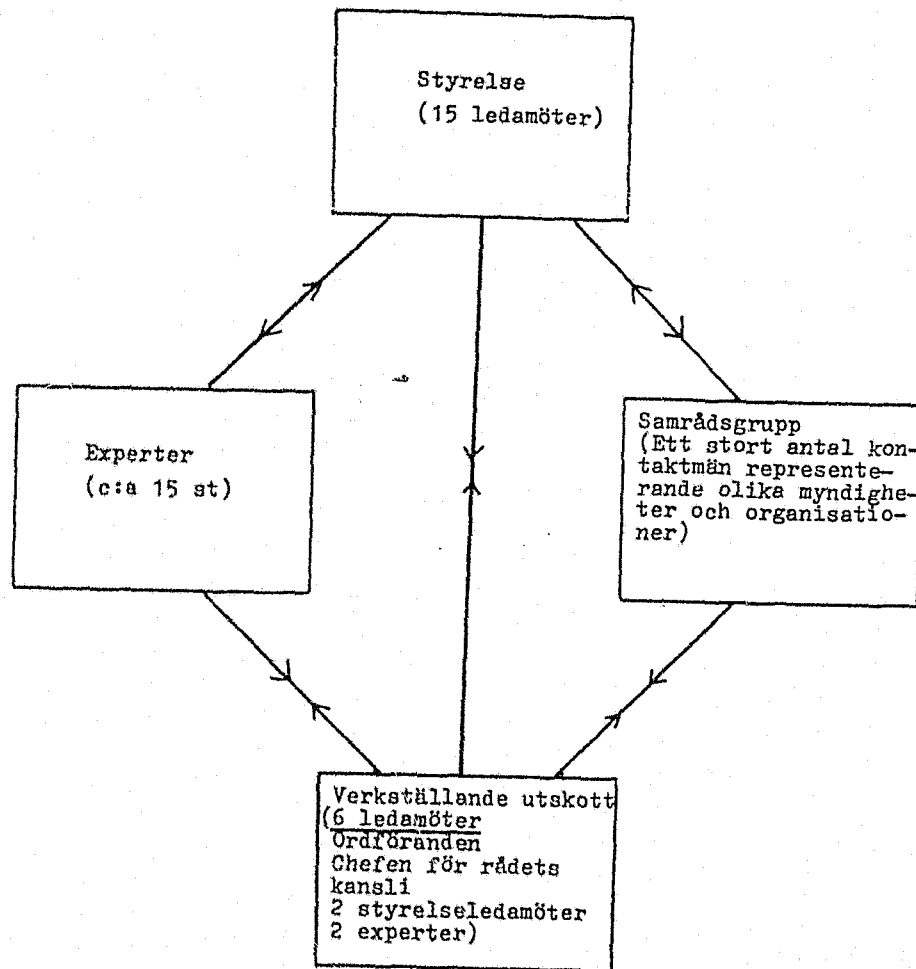 Styrelse
(15 ledamöter)
Experter
(c:a 15 st)
Samrådsgrupp
(Ett stort antal kon-
taktmän represente-
rande olika myndighe-
ter och organisatio-
ner)
Verkställande utskott
(6 ledamöter
Ordföranden
Chefen för rådets
kansli
2 styrelseledamöter
2 experter)